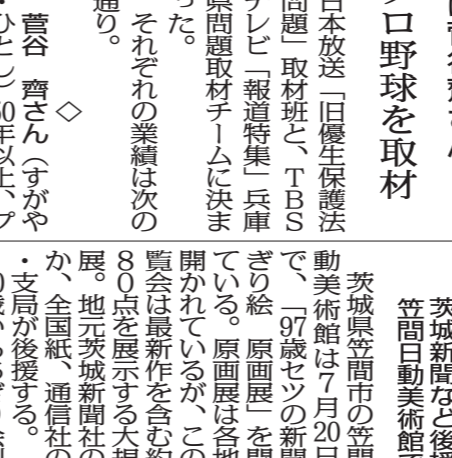 ロ野球を取材
日本放送「旧優生保護法
問題」取材班と、ＴＢＳ
テレビ「報道特集」兵庫
県問題取材チームに決ま
った。
それぞれの業績は次の
通り。
◇
菅谷　齊さん（すがや
・ひとし）50年以上、プ
茨城新聞など後援
笠間日動美術館で
茨城県笠間市の笠間
動美術館は７月20日
で、「97歳セツの新聞
ぎり絵　原画展」を開
ている。原画展は各地
開かれているが、この
覧会は最新作を含む約
８０点を展示する大規
展。地元茨城新聞社の
か、全国紙、通信社の
・支局が後援する。